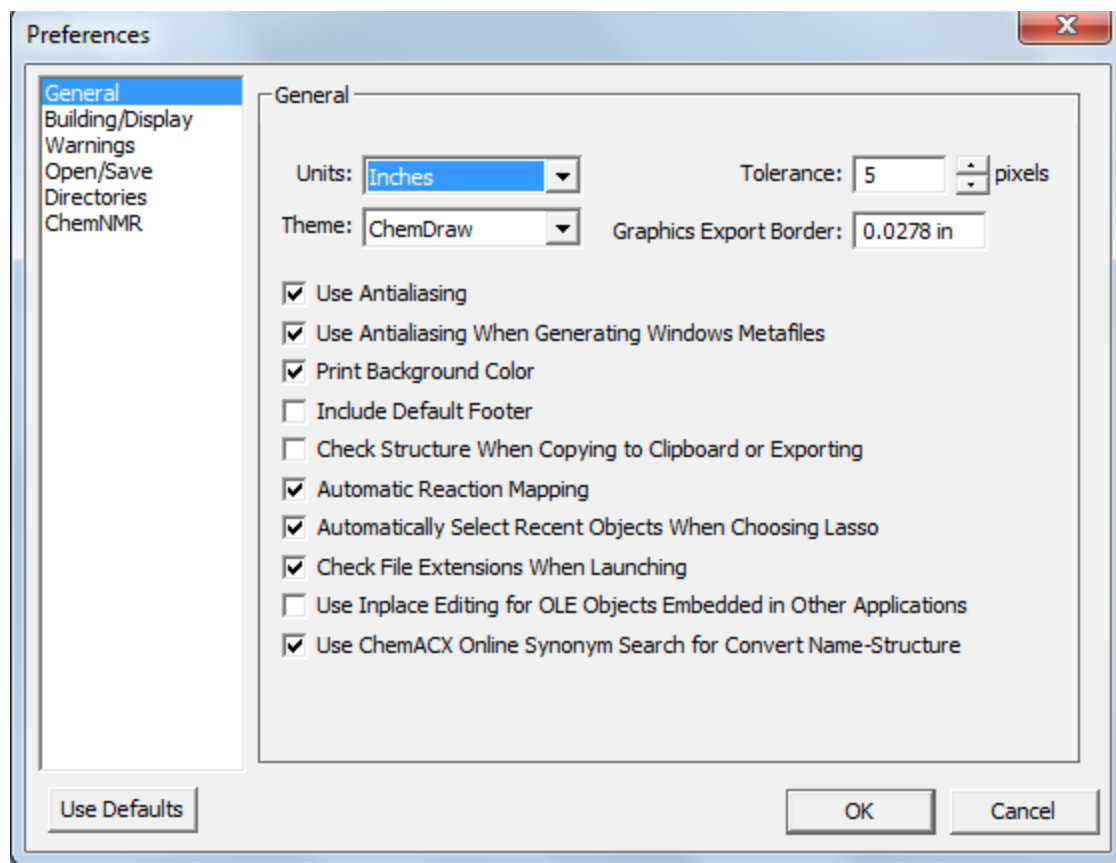 Preferences
General
Building/Display
Warnings
Open/Save
Directories
ChemNMR
General
Units: Inches
Tolerance: 5 pixels
Theme: ChemDraw
Graphics Export Border: 0.0278 in
Use Antialiasing
Use Antialiasing When Generating Windows Metafiles
Print Background Color
Include Default Footer
Check Structure When Copying to Clipboard or Exporting
Automatic Reaction Mapping
Automatically Select Recent Objects When Choosing Lasso
Check File Extensions When Launching
Use Inplace Editing for OLE Objects Embedded in Other Applications
Use ChemACX Online Synonym Search for Convert Name-Structure
Use Defaults
OK
Cancel